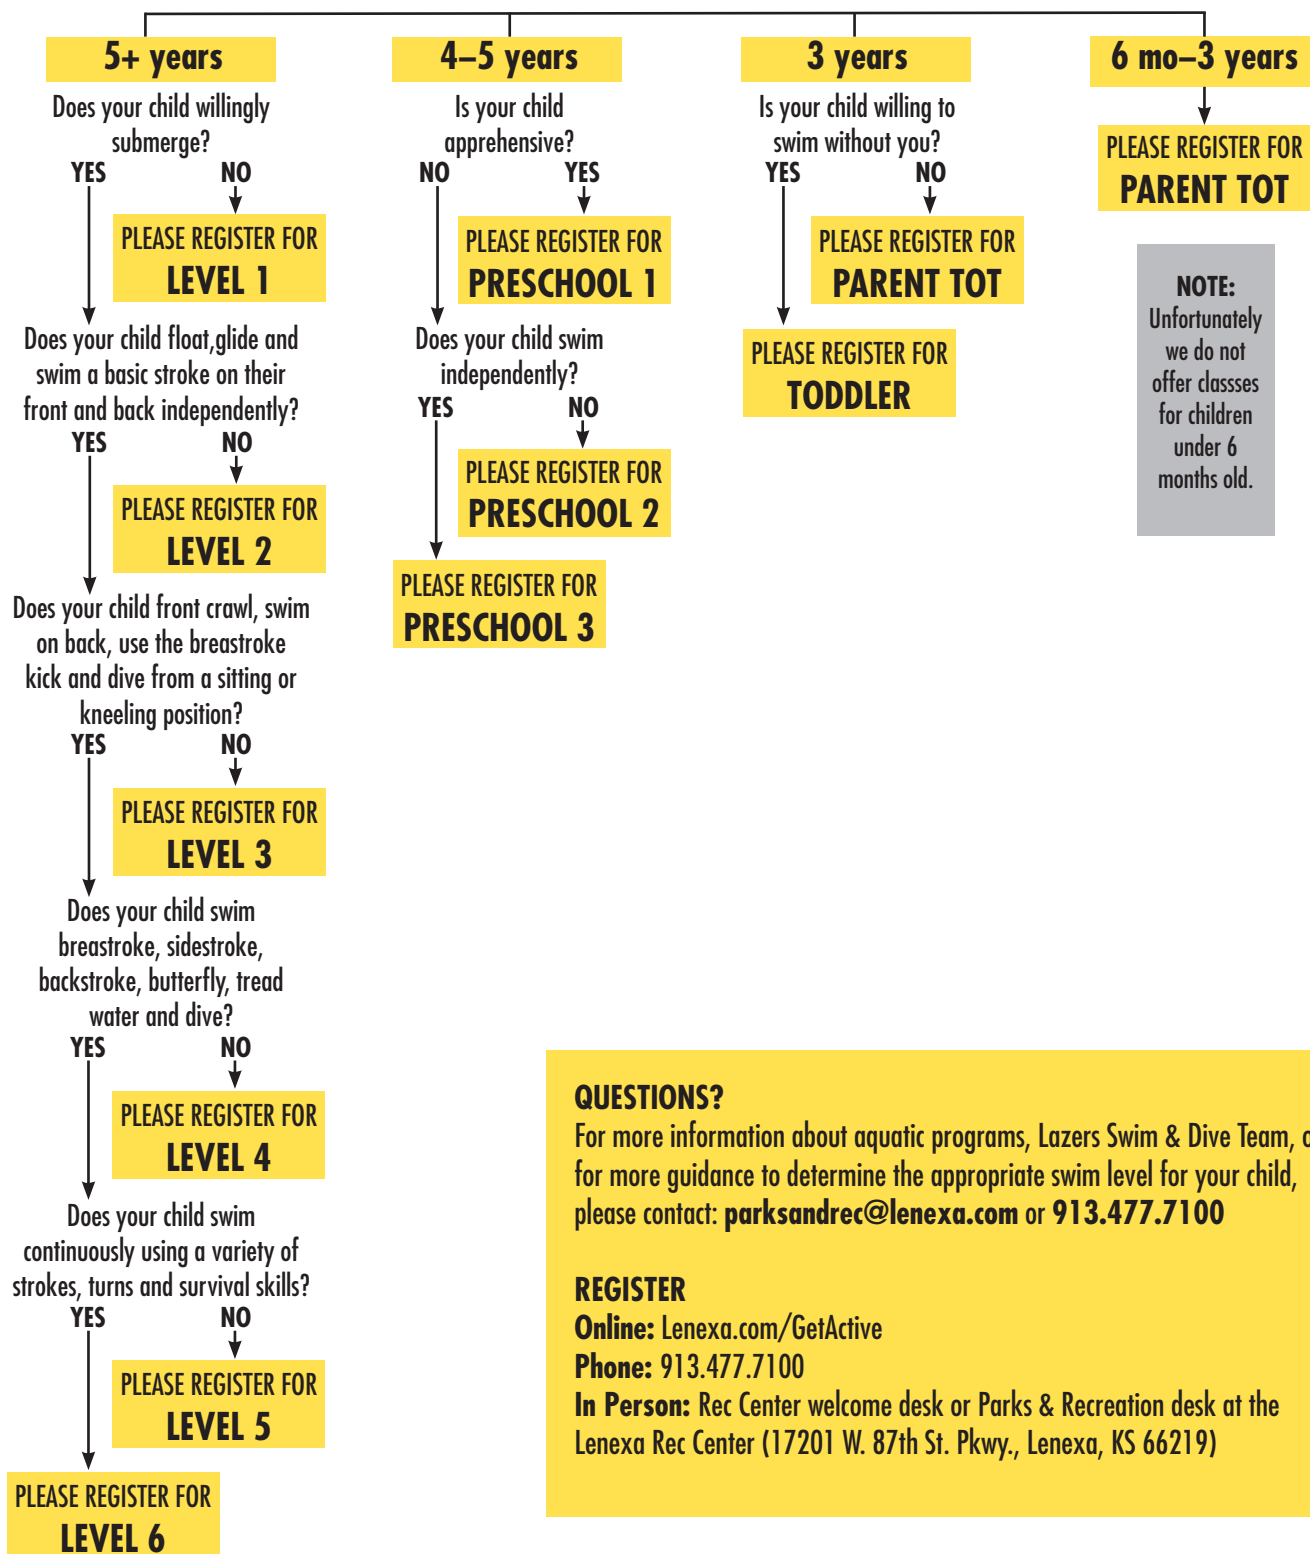 5+ years
Does your child willingly
submerge?
YES NO
PLEASE REGISTER FOR
LEVEL 1
Does your child float,glide and
swim a basic stroke on their
front and back independently?
YES NO
PLEASE REGISTER FOR
LEVEL 2
Does your child front crawl, swim
on back, use the breastroke
kick and dive from a sitting or
kneeling position?
YES NO
PLEASE REGISTER FOR
LEVEL 3
Does your child swim
breastroke, sidestroke,
backstroke, butterfly, tread
water and dive?
YES NO
PLEASE REGISTER FOR
LEVEL 4
Does your child swim
continuously using a variety of
strokes, turns and survival skills?
YES NO
PLEASE REGISTER FOR
LEVEL 5
PLEASE REGISTER FOR
LEVEL 6
4–5 years
Is your child
apprehensive?
NO YES
PLEASE REGISTER FOR
PRESCHOOL 1
Does your child swim
independently?
YES NO
PLEASE REGISTER FOR
PRESCHOOL 2
PLEASE REGISTER FOR
PRESCHOOL 3
3 years
Is your child willing to
swim without you?
YES NO
PLEASE REGISTER FOR
PARENT TOT
PLEASE REGISTER FOR
TODDLER
6 mo–3 years
PLEASE REGISTER FOR
PARENT TOT
NOTE:
Unfortunately
we do not
offer classses
for children
under 6
months old.
QUESTIONS?
For more information about aquatic programs, Lazers Swim & Dive Team,
for more guidance to determine the appropriate swim level for your child,
please contact: parksandrec@lenexa.com or 913.477.7100
REGISTER
Online: Lenexa.com/GetActive
Phone: 913.477.7100
In Person: Rec Center welcome desk or Parks & Recreation desk at the
Lenexa Rec Center (17201 W. 87th St. Pkwy., Lenexa, KS 66219)